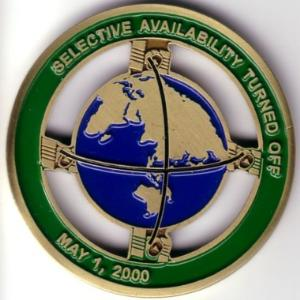 SELECTIVE AVAILABILITY TURNED OFF
MAY 1, 2000